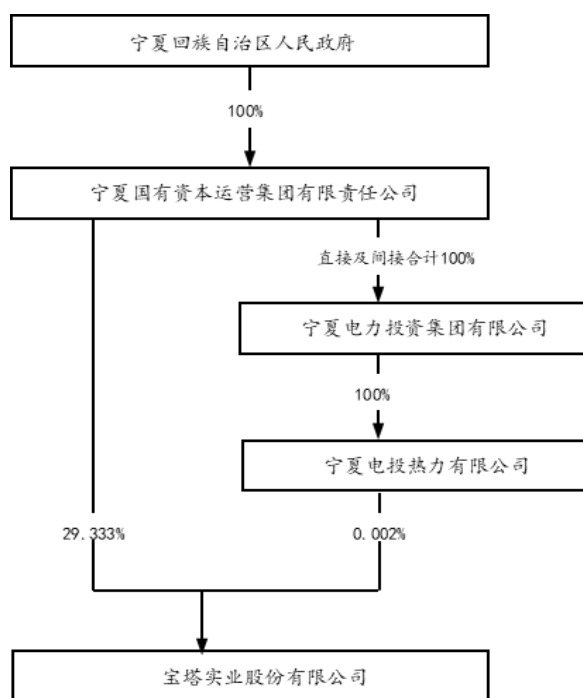 宁夏回族自治区人民政府
100%
宁夏国有资本运营集团有限责任公司
直接及间接合计100%
宁夏电力投资集团有限公司
100%
宁夏电投热力有限公司
29.333%
0.002%
宝塔实业股份有限公司